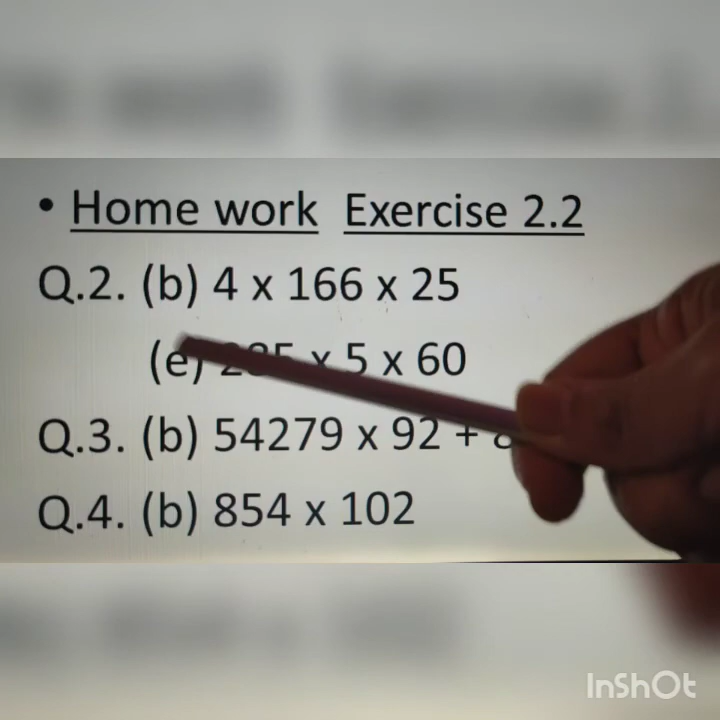 • Home work Exercise 2.2
Q.2. (b) 4 x 166 x 25
(e) x 5 x 60
Q.3. (b) 54279 x 92 +
Q.4. (b) 854 x 102
InShOt